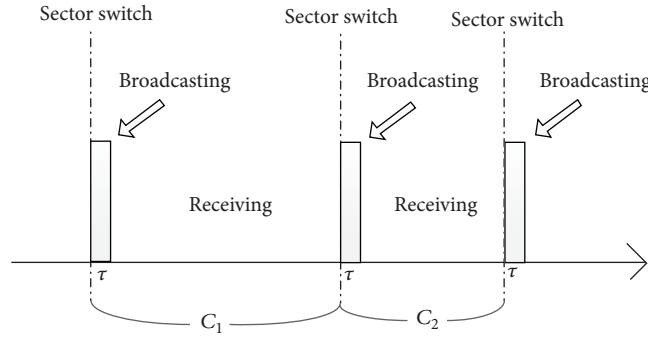 Sector switch
Sector switch
Sector switch
Broadcasting
Broadcasting
Broadcasting
Receiving
Receiving
τ
τ
τ
C1
C2